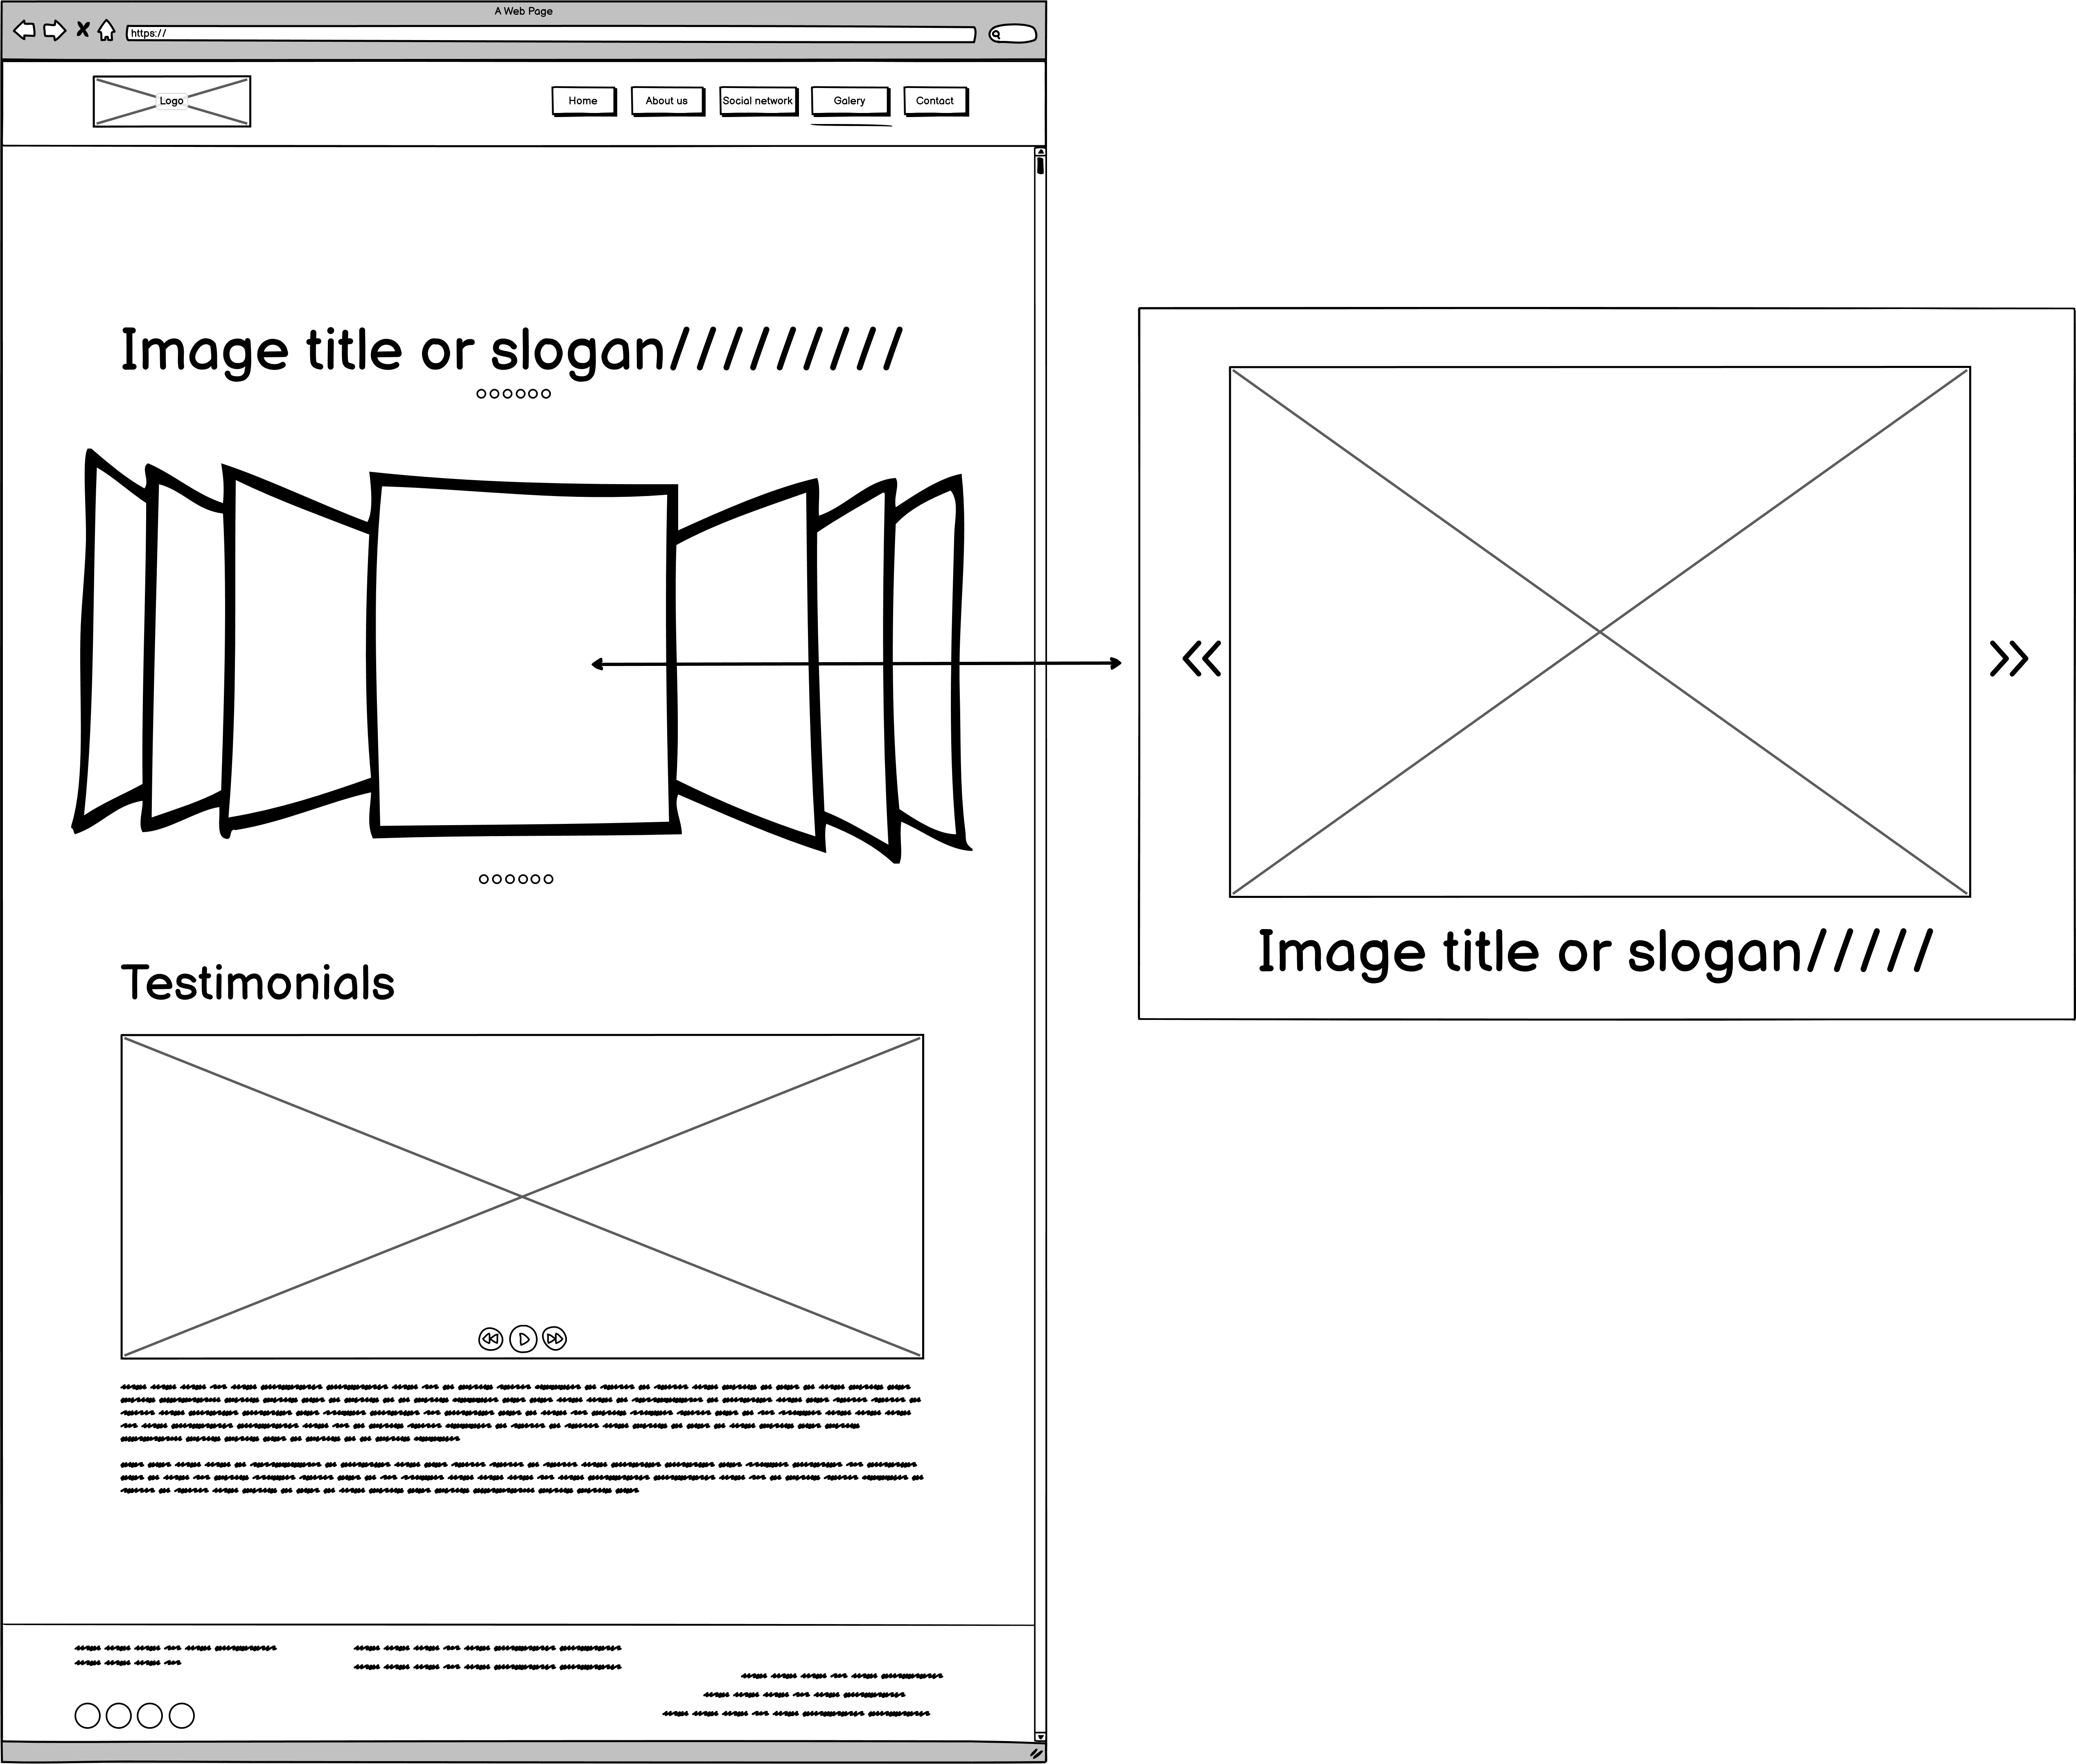 A Web Page
https://
Logo
Home
About us
Social network
Galery
Contact
Image title or slogan/////////
Testimonials
Image title or slogan/////